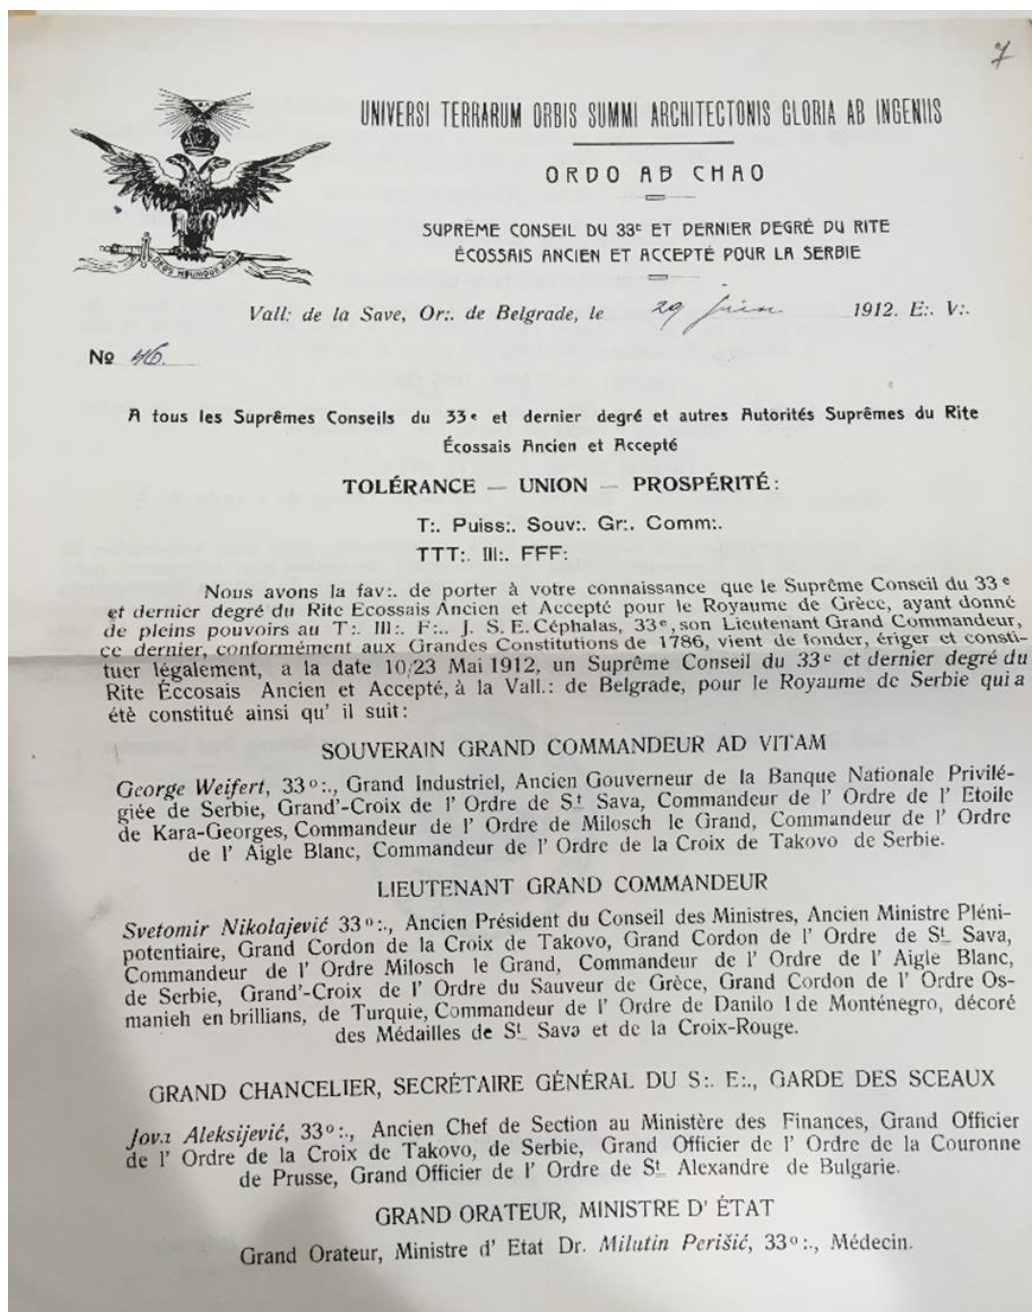 7
UNIVERSI TERRARUM ORBIS SUMMI ARCHITECTONIS GLORIA AB INGENIIS
ORDO AB CHAO
SUPRÊME CONSEIL DU 33e ET DERNIER DEGRÉ DU RITE
ÉCOSSAIS ANCIEN ET ACCEPTÉ POUR LA SERBIE
DEUS MEUMQUE JUS
Vall: de la Save, Or:. de Belgrade, le 29 juin 1912. E:. V:.
No 46.
A tous les Suprêmes Conseils du 33e et dernier degré et autres Autorités Suprêmes du Rite
Écossais Ancien et Accepté
TOLÉRANCE — UNION — PROSPÉRITÉ:
T:. Puiss:. Souv:. Gr:. Comm:.
TTT:. Ill:. FFF:
Nous avons la fav:. de porter à votre connaissance que le Suprême Conseil du 33e
et dernier degré du Rite Ecossais Ancien et Accepté pour le Royaume de Grèce, ayant donné
de pleins pouvoirs au T:. Ill:. F:.. J. S. E. Céphalas, 33e, son Lieutenant Grand Commandeur,
ce dernier, conformément aux Grandes Constitutions de 1786, vient de fonder, ériger et consti-
tuer légalement, a la date 10/23 Mai 1912, un Suprême Conseil du 33e et dernier degré du
Rite Éccosais Ancien et Accepté, à la Vall.: de Belgrade, pour le Royaume de Serbie qui a
étè constitué ainsi qu' il suit:
SOUVERAIN GRAND COMMANDEUR AD VITAM
George Weifert, 33o:., Grand Industriel, Ancien Gouverneur de la Banque Nationale Privilé-
giée de Serbie, Grand'-Croix de l' Ordre de St Sava, Commandeur de l' Ordre de l' Etoile
de Kara-Georges, Commandeur de l' Ordre de Milosch le Grand, Commandeur de l' Ordre
de l' Aigle Blanc, Commandeur de l' Ordre de la Croix de Takovo de Serbie.
LIEUTENANT GRAND COMMANDEUR
Svetomir Nikolajević 33o:., Ancien Président du Conseil des Ministres, Ancien Ministre Pléni-
potentiaire, Grand Cordon de la Croix de Takovo, Grand Cordon de l' Ordre de St Sava,
Commandeur de l' Ordre Milosch le Grand, Commandeur de l' Ordre de l' Aigle Blanc,
de Serbie, Grand'-Croix de l' Ordre du Sauveur de Grèce, Grand Cordon de l' Ordre Os-
manieh en brillians, de Turquie, Commandeur de l' Ordre de Danilo I de Monténegro, décoré
des Médailles de St Sava et de la Croix-Rouge.
GRAND CHANCELIER, SECRÉTAIRE GÉNÉRAL DU S:. E:., GARDE DES SCEAUX
Jova Aleksijević, 33o:., Ancien Chef de Section au Ministère des Finances, Grand Officier
de l' Ordre de la Croix de Takovo, de Serbie, Grand Officier de l' Ordre de la Couronne
de Prusse, Grand Officier de l' Ordre de St Alexandre de Bulgarie.
GRAND ORATEUR, MINISTRE D' ÉTAT
Grand Orateur, Ministre d' Etat Dr. Milutin Perišić, 33o:., Médecin.